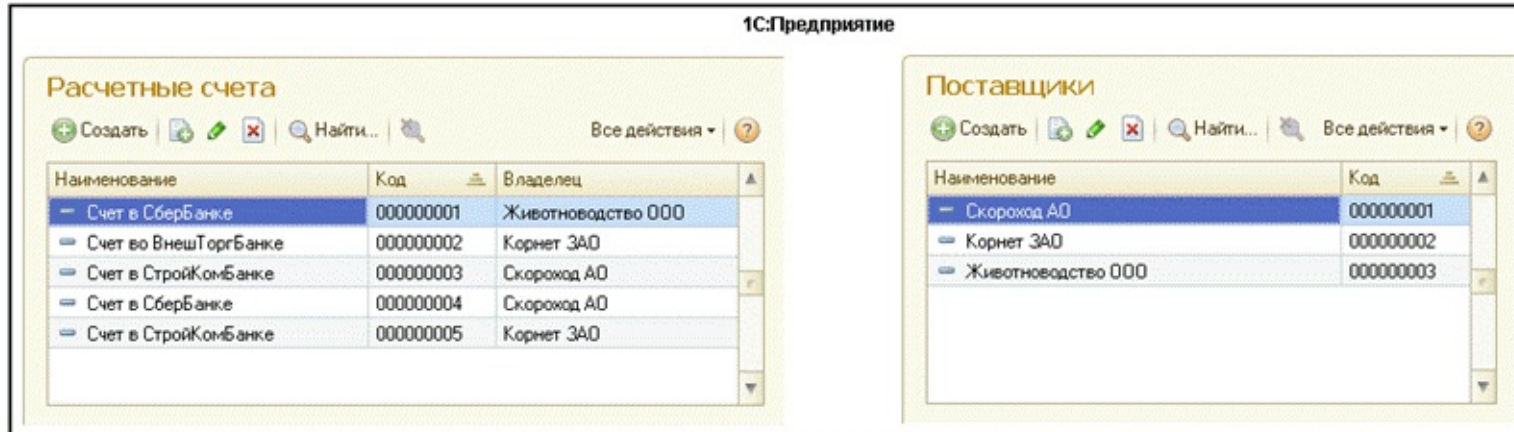 1С:Предприятие
Расчетные счета
Создать Найти... Все действия
Наименование Код Владелец
Счет в СберБанке 000000001 Животноводство ООО
Счет во ВнешТоргБанке 000000002 Корнет ЗАО
Счет в СтройКомБанке 000000003 Скороход АО
Счет в СберБанке 000000004 Скороход АО
Счет в СтройКомБанке 000000005 Корнет ЗАО
Поставщики
Создать Найти... Все действия
Наименование Код
Скороход АО 000000001
Корнет ЗАО 000000002
Животноводство ООО 000000003